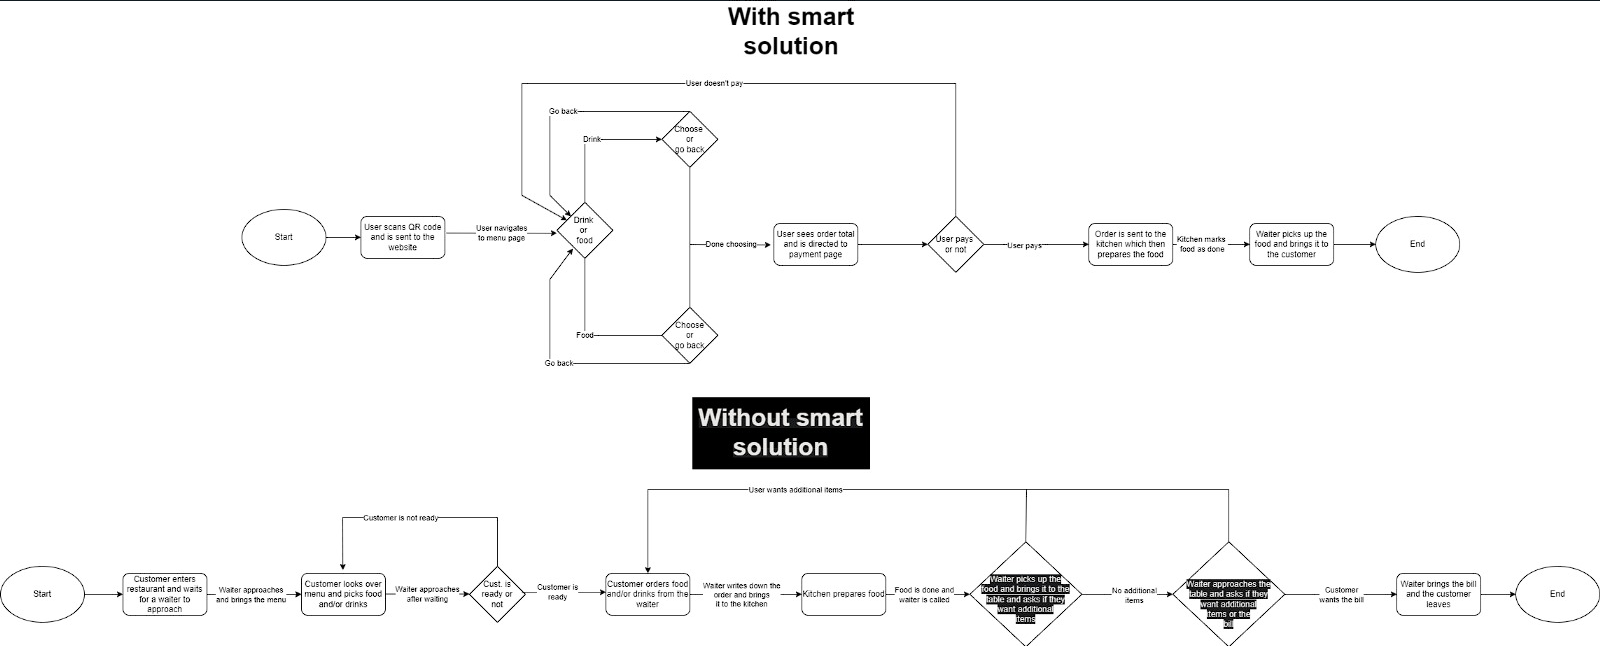 With smart
solution
User doesn't pay
Go back
Choose
or
go back
Drink
Drink
or
food
Start
User scans QR code
and is sent to the
website
User navigates
to menu page
Done choosing
User sees order total
and is directed to
payment page
User pays
or not
User pays
Order is sent to the
kitchen which then
prepares the food
Kitchen marks
food as done
Waiter picks up the
food and brings it to
the customer
End
Food
Choose
or
go back
Go back
Without smart
solution
User wants additional items
Customer is not ready
Start
Customer enters
restaurant and waits
for a waiter to
approach
Waiter approaches
and brings the menu
Customer looks over
menu and picks food
and/or drinks
Waiter approaches
after waiting
Cust. is
ready or
not
Customer is
ready
Customer orders food
and/or drinks from the
waiter
Waiter writes down the
order and brings
it to the kitchen
Kitchen prepares food
Food is done and
waiter is called
Waiter picks up the
food and brings it to the
table and asks if they
want additional
items
No additional
items
Waiter approaches the
table and asks if they
want additional
items or the
bill
Customer
wants the bill
Waiter brings the bill
and the customer
leaves
End